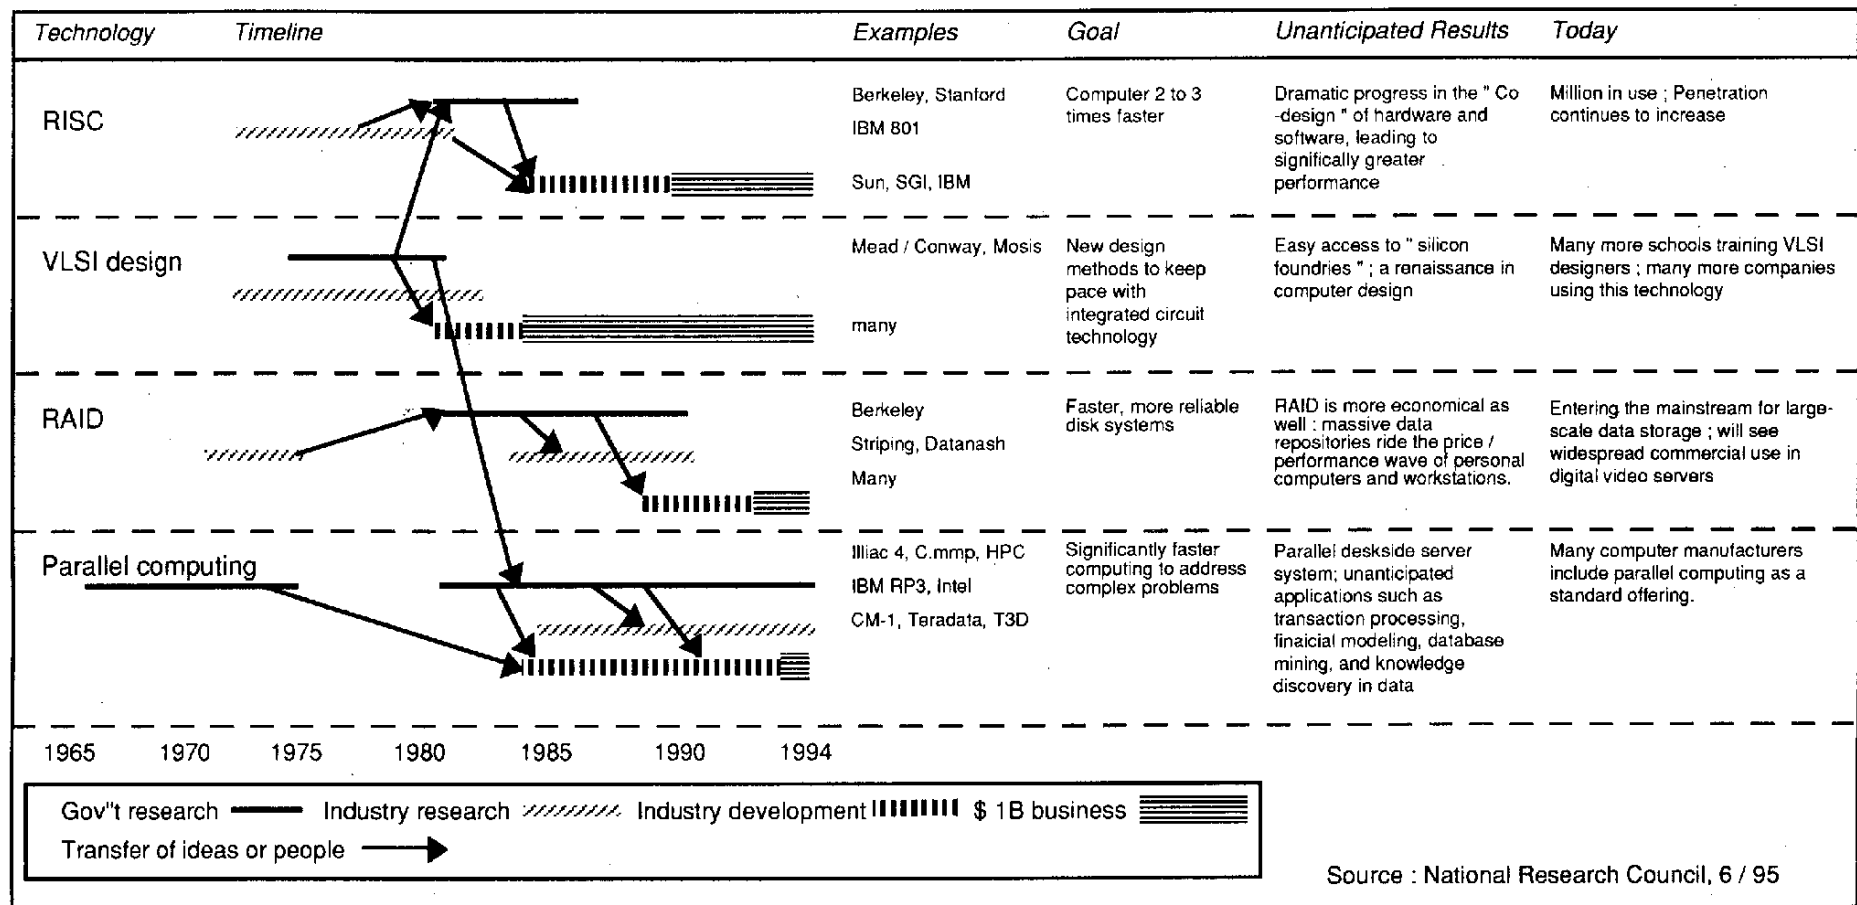 Technology Timeline Examples Goal Unanticipated Results Today
RISC
Berkeley, Stanford
IBM 801
Sun, SGI, IBM
Computer 2 to 3
times faster
Dramatic progress in the " Co
-design " of hardware and
software, leading to
significally greater
performance
Million in use ; Penetration
continues to increase
VLSI design
Mead / Conway, Mosis
many
New design
methods to keep
pace with
integrated circuit
technology
Easy access to " silicon
foundries " ; a renaissance in
computer design
Many more schools training VLSI
designers ; many more companies
using this technology
RAID
Berkeley
Striping, Datanash
Many
Faster, more reliable
disk systems
RAID is more economical as
well : massive data
repositories ride the price /
performance wave of personal
computers and workstations.
Entering the mainstream for large-
scale data storage ; will see
widespread commercial use in
digital video servers
Parallel computing
Illiac 4, C.mmp, HPC
IBM RP3, Intel
CM-1, Teradata, T3D
Significantly faster
computing to address
complex problems
Parallel deskside server
system; unanticipated
applications such as
transaction processing,
finaicial modeling, database
mining, and knowledge
discovery in data
Many computer manufacturers
include parallel computing as a
standard offering.
1965 1970 1975 1980 1985 1990 1994
Gov"t research Industry research Industry development $ 1B business
Transfer of ideas or people
Source : National Research Council, 6 / 95